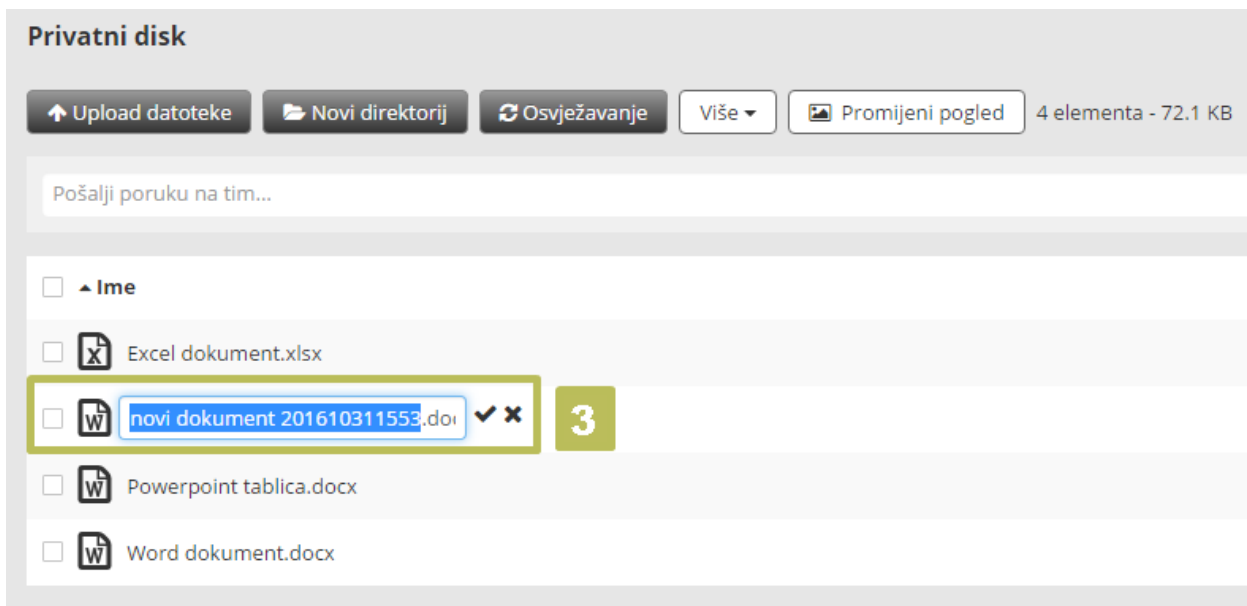 Privatni disk
Upload datoteke Novi direktorij Osvježavanje Više Promijeni pogled 4 elementa - 72.1 KB
Pošalji poruku na tim...
Ime
Excel dokument.xlsx
novi dokument 201610311553.doc 3
Powerpoint tablica.docx
Word dokument.docx